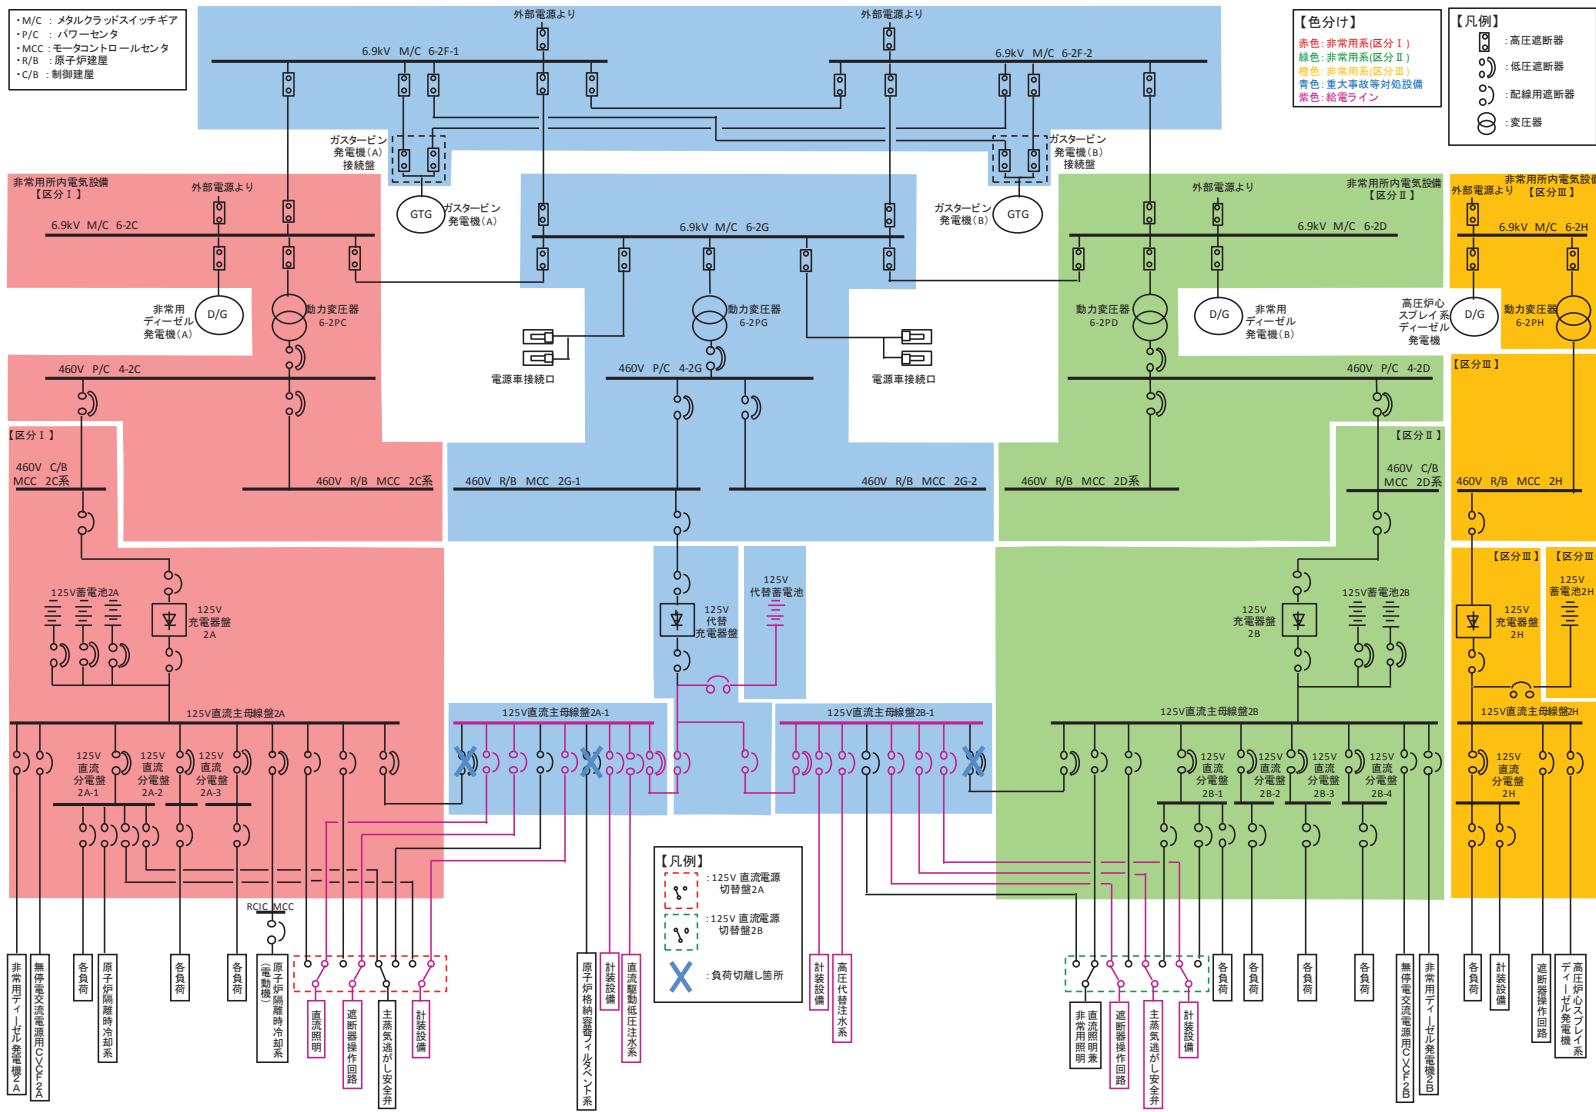 ・M/C ： メタルクラッドスイッチギア
・P/C ： パワーセンタ
・MCC ：モータコントロールセンタ
・R/B ：原子炉建屋
・C/B ：制御建屋
外部電源より
外部電源より
6.9kV M/C 6-2F-1
6.9kV M/C 6-2F-2
【色分け】
赤色：非常用系(区分Ⅰ)
緑色：非常用系(区分Ⅱ)
橙色：非常用系(区分Ⅲ)
青色：重大事故等対処設備
紫色：給電ライン
【凡例】
：高圧遮断器
：低圧遮断器
：配線用遮断器
：変圧器
ガスタービン
発電機(A)
接続盤
ガスタービン
発電機(B)
接続盤
非常用所内電気設備
【区分Ⅰ】
外部電源より
6.9kV M/C 6-2C
GTG
ガスタービン
発電機(A)
6.9kV M/C 6-2G
ガスタービン
発電機(B)
GTG
外部電源より
非常用所内電気設備
【区分Ⅱ】
6.9kV M/C 6-2D
非常用所内電気設備
【区分Ⅲ】
外部電源より
6.9kV M/C 6-2H
非常用
ディーゼル
発電機(A)
D/G
動力変圧器
6-2PC
動力変圧器
6-2PG
動力変圧器
6-2PD
D/G
非常用
ディーゼル
発電機(B)
高圧炉心
スプレイ系
ディーゼル
発電機
D/G
動力変圧器
6-2PH
電源車接続口
電源車接続口
460V P/C 4-2C
460V P/C 4-2G
460V P/C 4-2D
【区分Ⅲ】
【区分Ⅰ】
【区分Ⅱ】
460V C/B
MCC 2C系
460V R/B MCC 2C系
460V R/B MCC 2G-1
460V R/B MCC 2G-2
460V R/B MCC 2D系
460V C/B
MCC 2D系
460V R/B MCC 2H
【区分Ⅲ】
【区分Ⅲ
125V蓄電池2A
125V
充電器盤
2A
125V
代替
充電器盤
125V
代替蓄電池
125V
充電器盤
2B
125V蓄電池2B
125V
充電器盤
2H
125V
蓄電池2H
125V直流主母線盤2A
125V直流主母線盤2A-1
125V直流主母線盤2B-1
125V直流主母線盤2B
125V直流主母線盤2H
125V
直流
分電盤
2A-1
125V
直流
分電盤
2A-2
125V
直流
分電盤
2A-3
125V
直流
分電盤
2B-1
125V
直流
分電盤
2B-2
125V
直流
分電盤
2B-3
125V
直流
分電盤
2B-4
125V
直流
分電盤
2H
【凡例】
：125V 直流電源
切替盤2A
：125V 直流電源
切替盤2B
：負荷切離し箇所
RCIC MCC
非常用ディーゼル発電機2A
無停電交流電源用CVCF2A
各負荷
原子炉隔離時冷却系
各負荷
各負荷
原子炉隔離時冷却系
(電動機)
直流照明
遮断器操作回路
主蒸気逃がし安全弁
計装設備
原子炉格納容器フィルタベント系
計装設備
直流駆動低圧注水系
計装設備
高圧代替注水系
直流照明兼
非常用照明
遮断器操作回路
主蒸気逃がし安全弁
計装設備
各負荷
各負荷
各負荷
各負荷
無停電交流電源用CVCF2B
非常用ディーゼル発電機2B
各負荷
計装設備
遮断器操作回路
高圧炉心スプレイ系
ディーゼル発電機